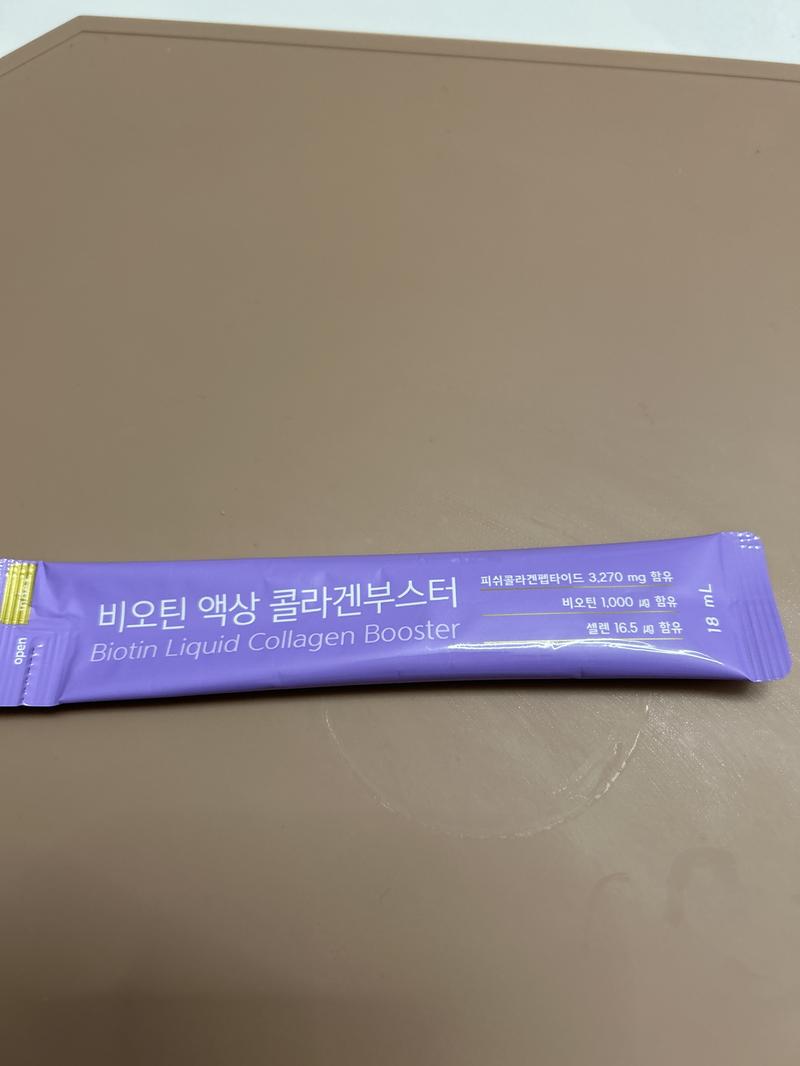 비오틴 액상 콜라겐부스터
Biotin Liquid Collagen Booster
피쉬콜라겐펩타이드 3,270 mg 함유
비오틴 1,000 ㎍ 함유
셀렌 16.5 ㎍ 함유
18 mL
open